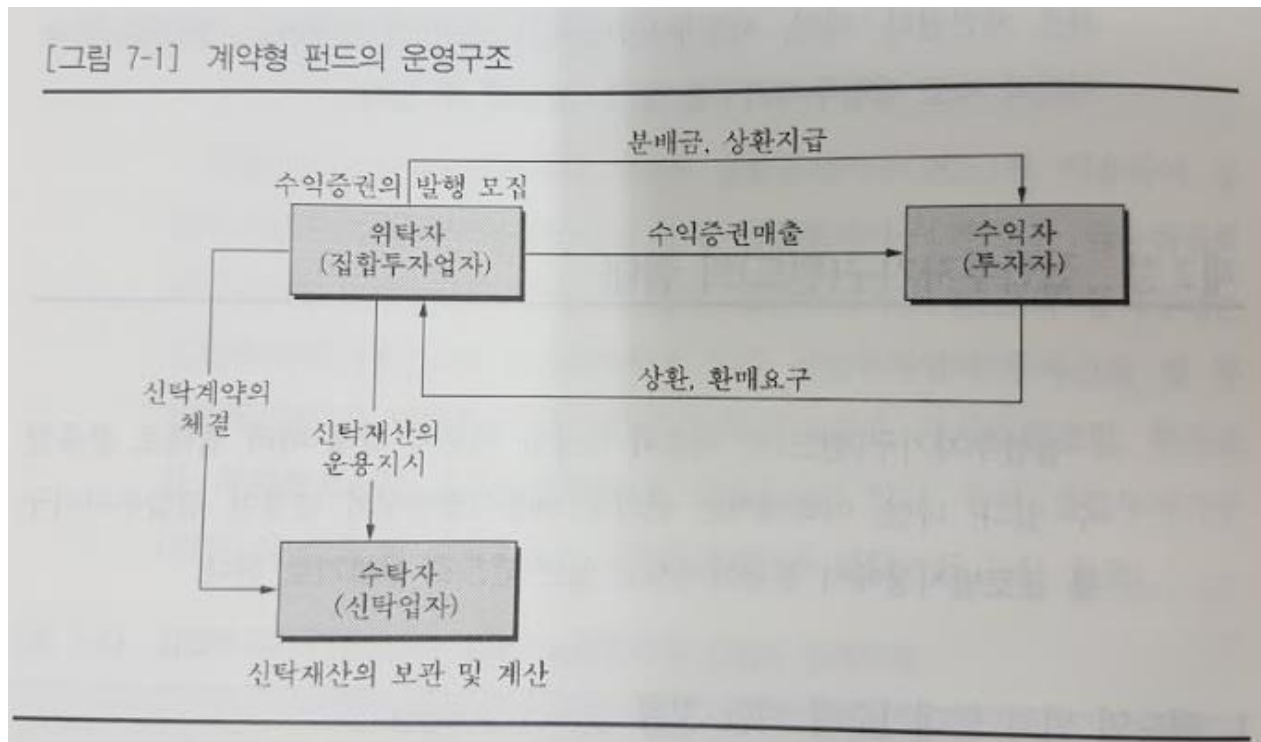 [그림 7-1] 계약형 펀드의 운영구조
분배금, 상환지급
수익증권의 발행 모집
위탁자
(집합투자업자)
수익증권매출
수익자
(투자자)
상환, 환매요구
신탁계약의
체결
신탁재산의
운용지시
수탁자
(신탁업자)
신탁재산의 보관 및 계산